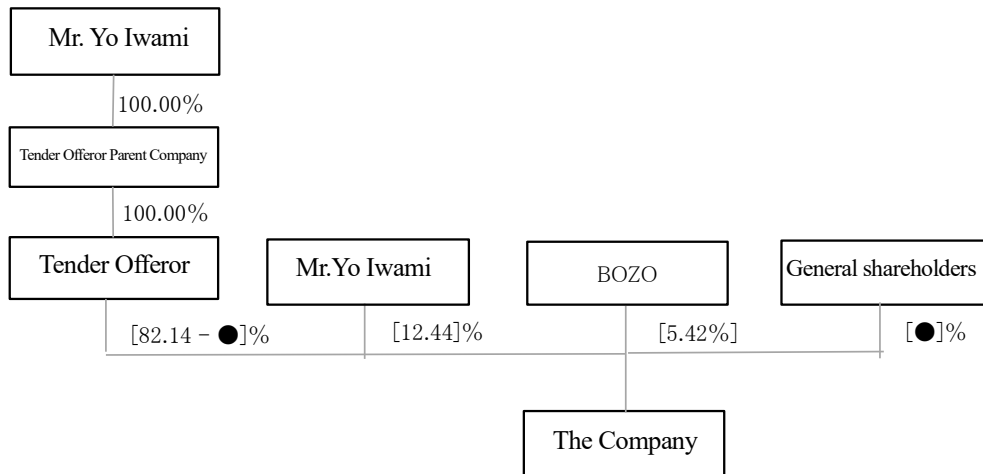 Mr. Yo Iwami
100.00%
Tender Offeror Parent Company
100.00%
Tender Offeror
Mr.Yo Iwami
BOZO
General shareholders
[82.14 - ●]%
[12.44]%
[5.42%]
[●]%
The Company